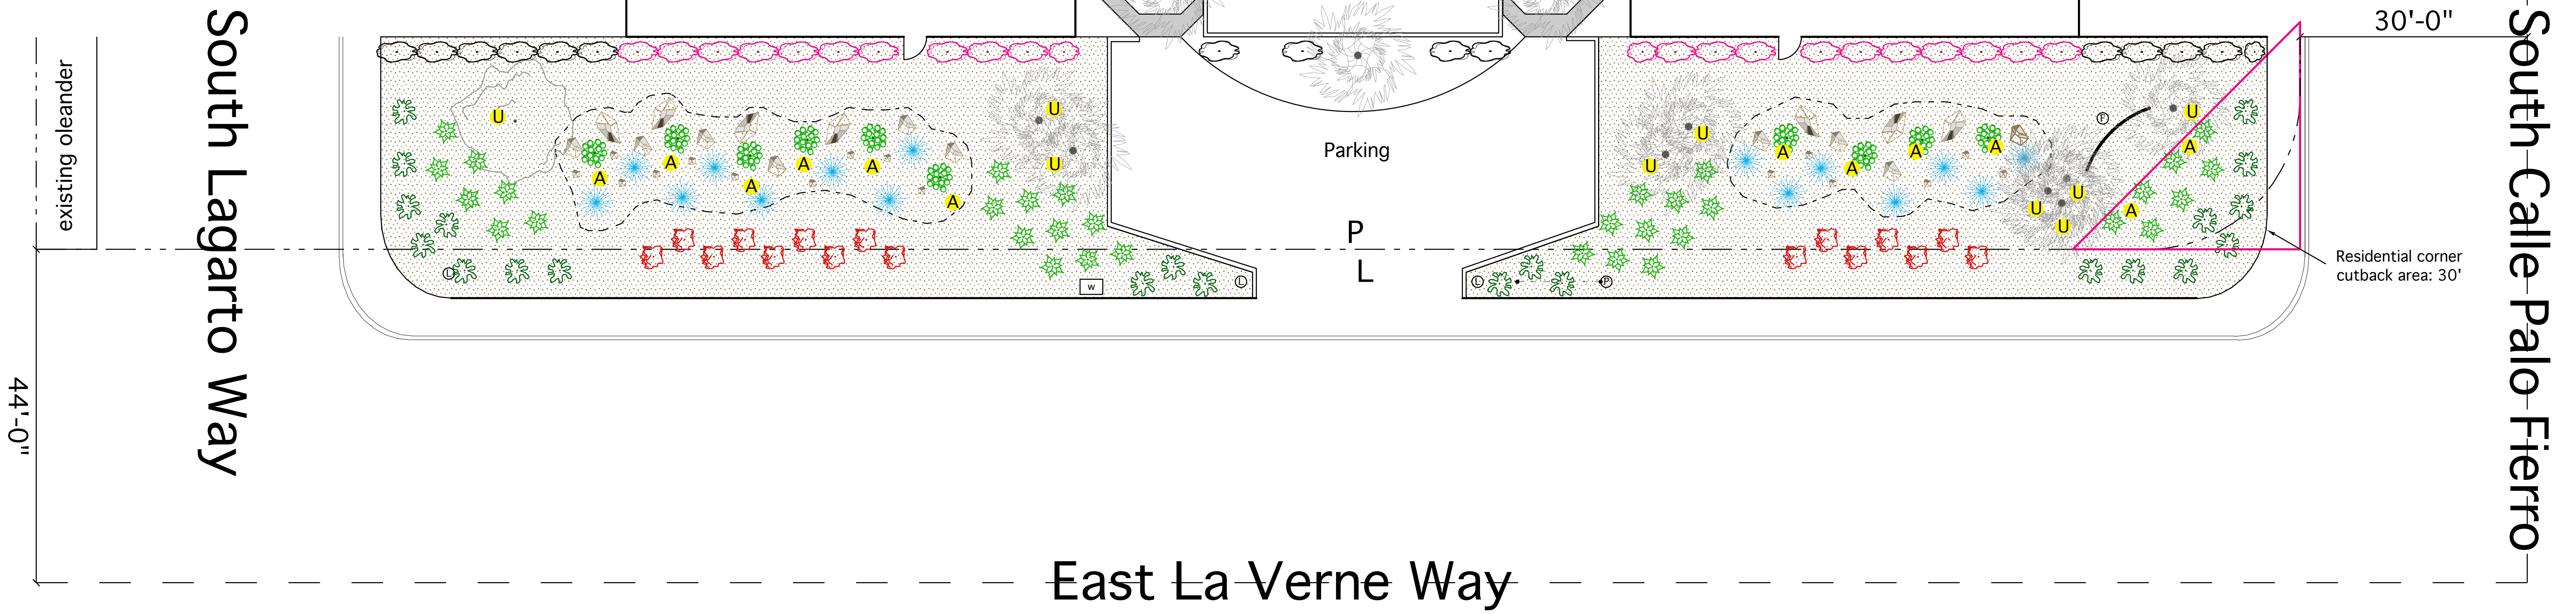 South Lagarto Way
existing oleander
44'-0"
30'-0"
South Calle Palo Fierro
U
A
A
A
A
A
A
A
U
U
Parking
P
L
U
U
A
A
A
A
P
U
A
U
U
U
A
L
W
L
L
P
Residential corner
cutback area: 30'
East La Verne Way